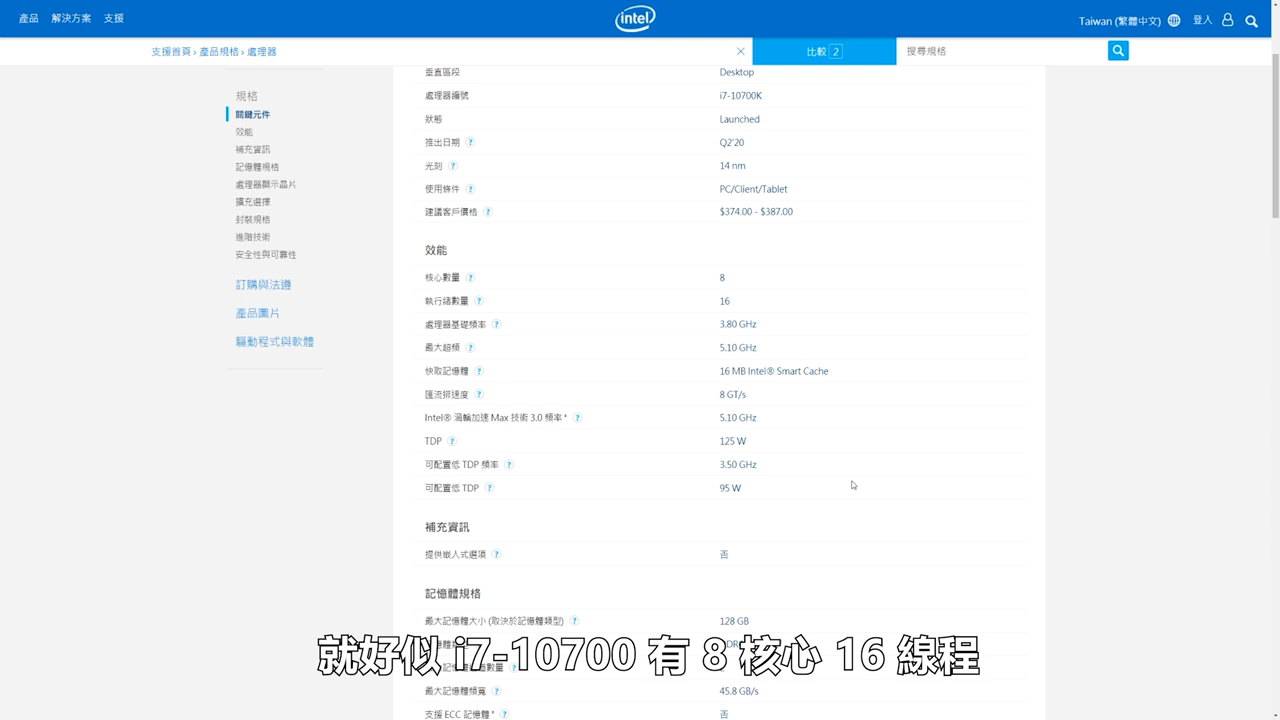 產品 解決方案 支援
intel
Taiwan (繁體中文) 登入
支援首頁 › 產品規格 › 處理器
× 比較 2 搜尋規格
規格
關鍵元件
效能
補充資訊
記憶體規格
處理器顯示晶片
擴充選擇
封裝規格
進階技術
安全性與可靠性
訂購與法遵
產品圖片
驅動程式與軟體
垂直區段 Desktop
處理器編號 i7-10700K
狀態 Launched
推出日期 ? Q2'20
光刻 ? 14 nm
使用條件 ? PC/Client/Tablet
建議客戶價格 ? $374.00 - $387.00
效能
核心數量 ? 8
執行緒數量 ? 16
處理器基礎頻率 ? 3.80 GHz
最大超頻 ? 5.10 GHz
快取記憶體 ? 16 MB Intel® Smart Cache
匯流排速度 ? 8 GT/s
Intel® 渦輪加速 Max 技術 3.0 頻率 ‡ ? 5.10 GHz
TDP ? 125 W
可配置低 TDP 頻率 ? 3.50 GHz
可配置低 TDP ? 95 W
補充資訊
提供嵌入式選項 ? 否
記憶體規格
最大記憶體大小 (取決於記憶體類型) ? 128 GB
就好似 i7-10700 有 8 核心 16 線程
最大記憶體頻寬 ? 45.8 GB/s
支援 ECC 記憶體 ‡ ? 否